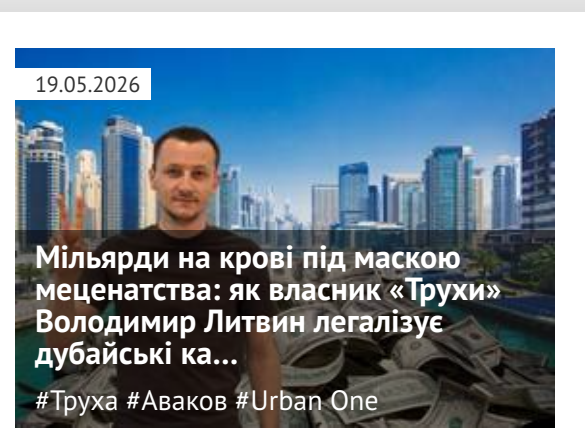 19.05.2026
Мільярди на крові під маскою
меценатства: як власник «Трухи»
Володимир Литвин легалізує
дубайські ка...
#Труха #Аваков #Urban One